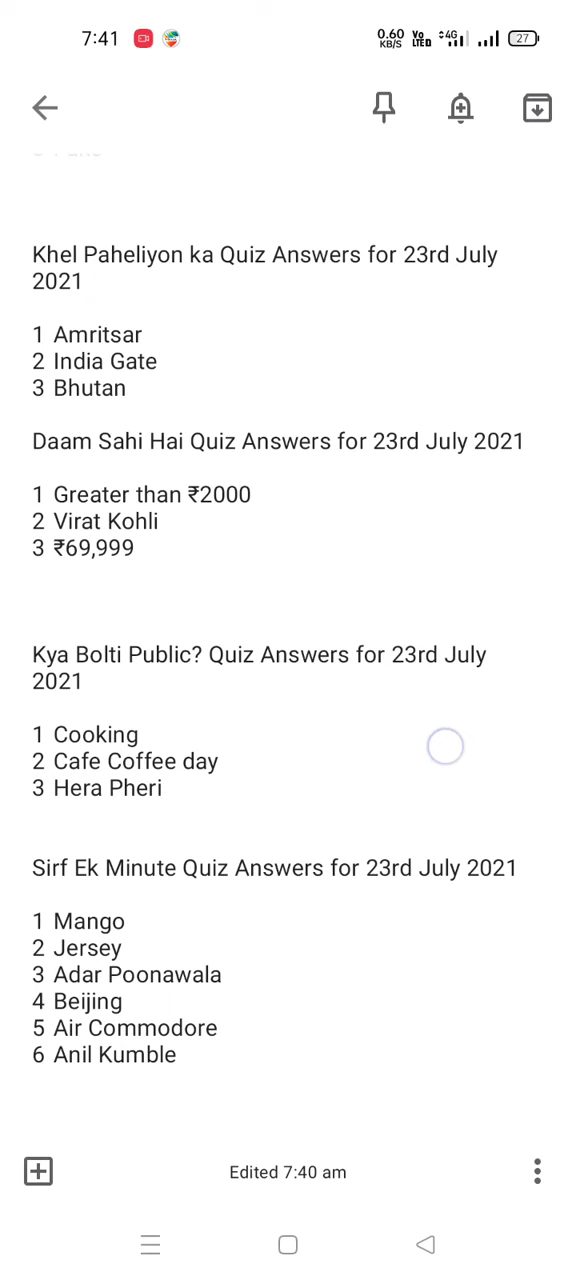 7:41
0.60 KB/S Vo LTED 4G 27
Khel Paheliyon ka Quiz Answers for 23rd July
2021
1 Amritsar
2 India Gate
3 Bhutan
Daam Sahi Hai Quiz Answers for 23rd July 2021
1 Greater than ₹2000
2 Virat Kohli
3 ₹69,999
Kya Bolti Public? Quiz Answers for 23rd July
2021
1 Cooking
2 Cafe Coffee day
3 Hera Pheri
Sirf Ek Minute Quiz Answers for 23rd July 2021
1 Mango
2 Jersey
3 Adar Poonawala
4 Beijing
5 Air Commodore
6 Anil Kumble
Edited 7:40 am